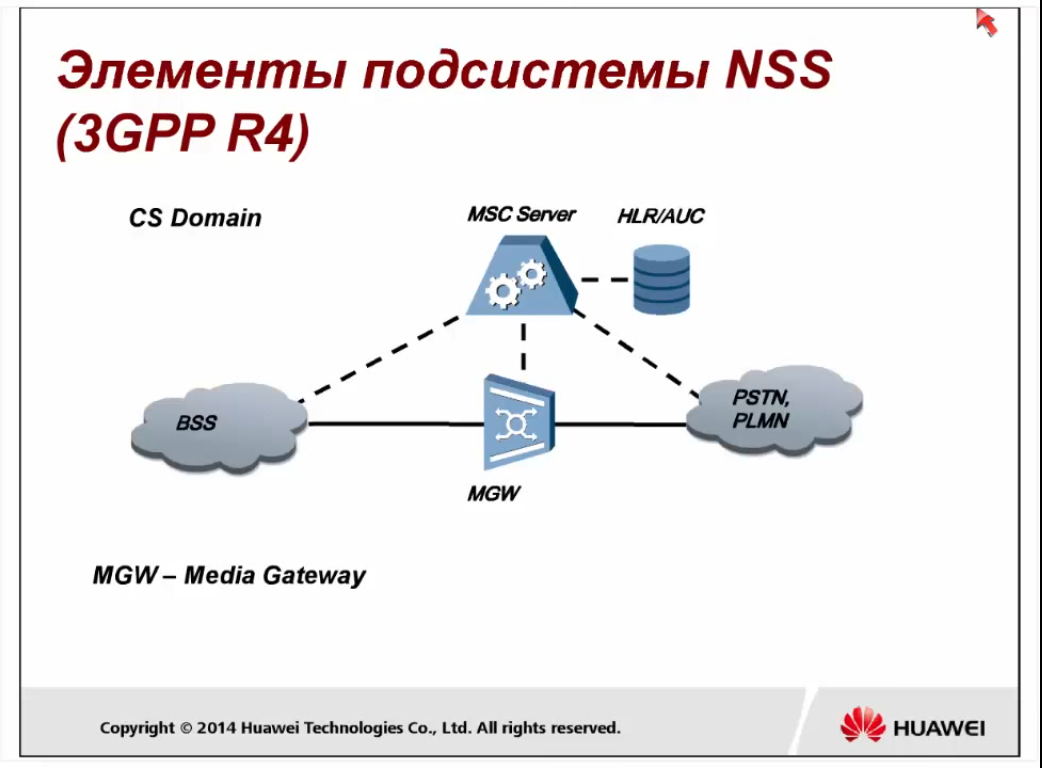 Элементы подсистемы NSS
(3GPP R4)
CS Domain
MSC Server
HLR/AUC
BSS
PSTN,
PLMN
MGW
MGW – Media Gateway
Copyright © 2014 Huawei Technologies Co., Ltd. All rights reserved.
HUAWEI